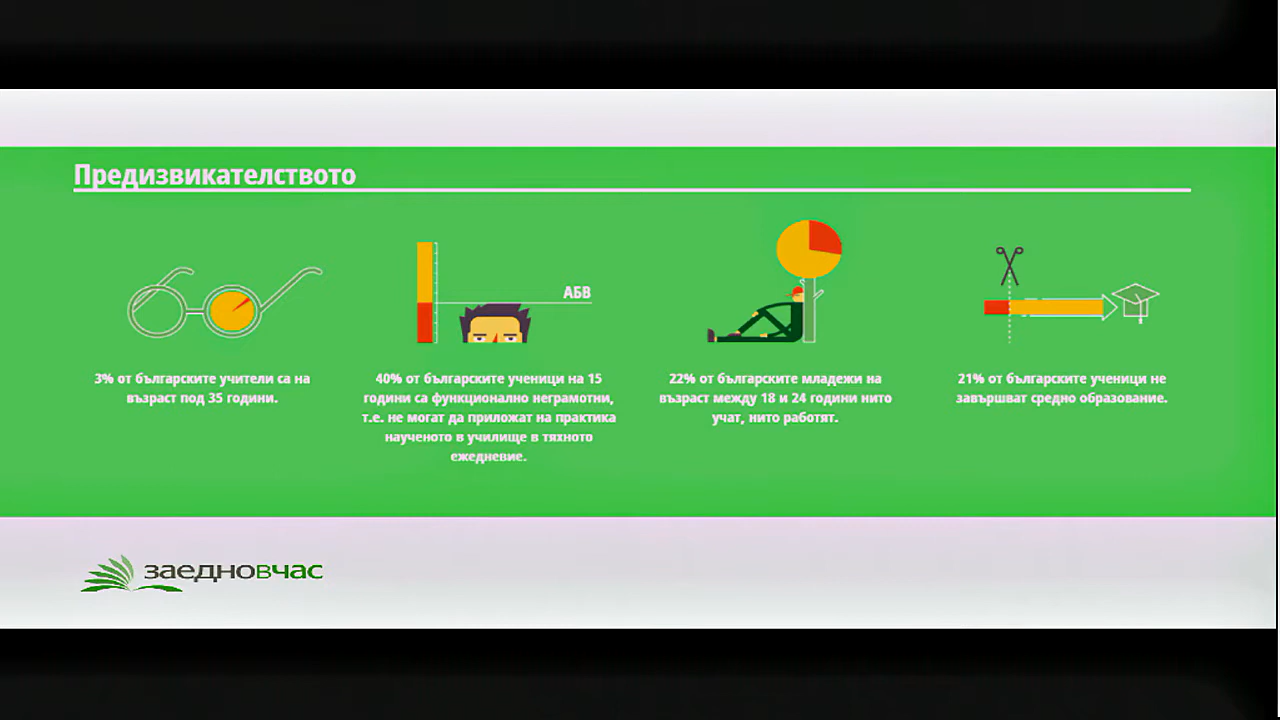 Предизвикателството
АБВ
3% от българските учители са на
възраст под 35 години.
40% от българските ученици на 15
години са функционално неграмотни,
т.е. не могат да приложат на практика
наученото в училище в тяхното
ежедневие.
22% от българските младежи на
възраст между 18 и 24 години нито
учат, нито работят.
21% от българските ученици не
завършват средно образование.
заедновчас